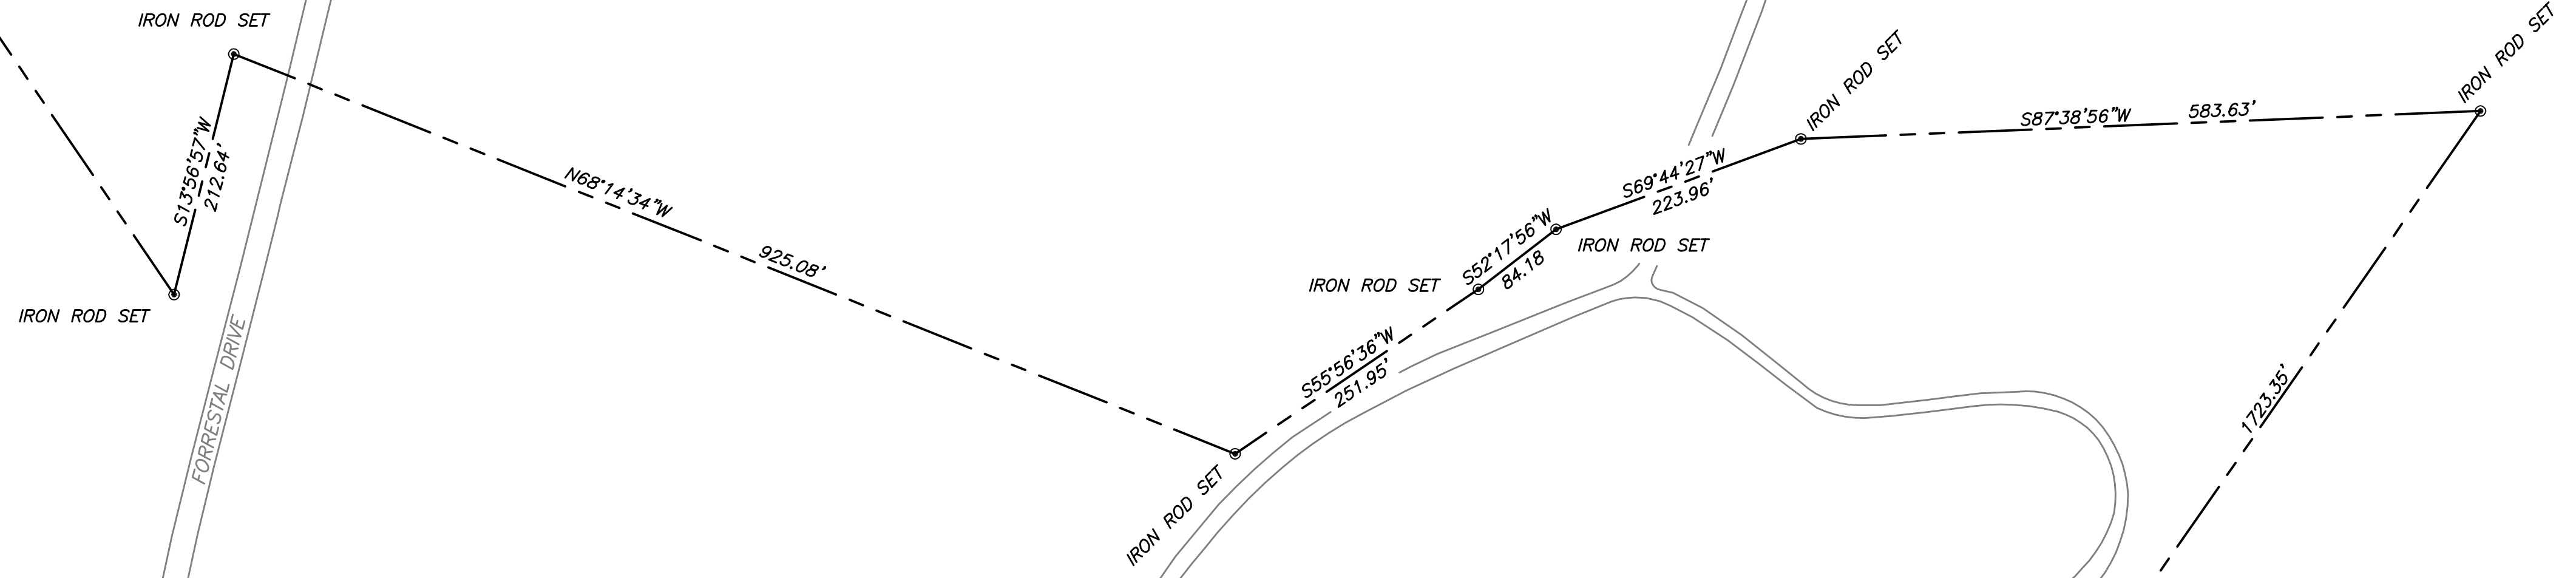 IRON ROD SET
S13°56'57"W
212.64'
IRON ROD SET
FORRESTAL DRIVE
N68°14'34"W
925.08'
IRON ROD SET
S55°56'36"W
251.95'
IRON ROD SET
S52°17'56"W
84.18
IRON ROD SET
S69°44'27"W
223.96'
IRON ROD SET
S87°38'56"W
583.63'
IRON ROD SET
1723.35'